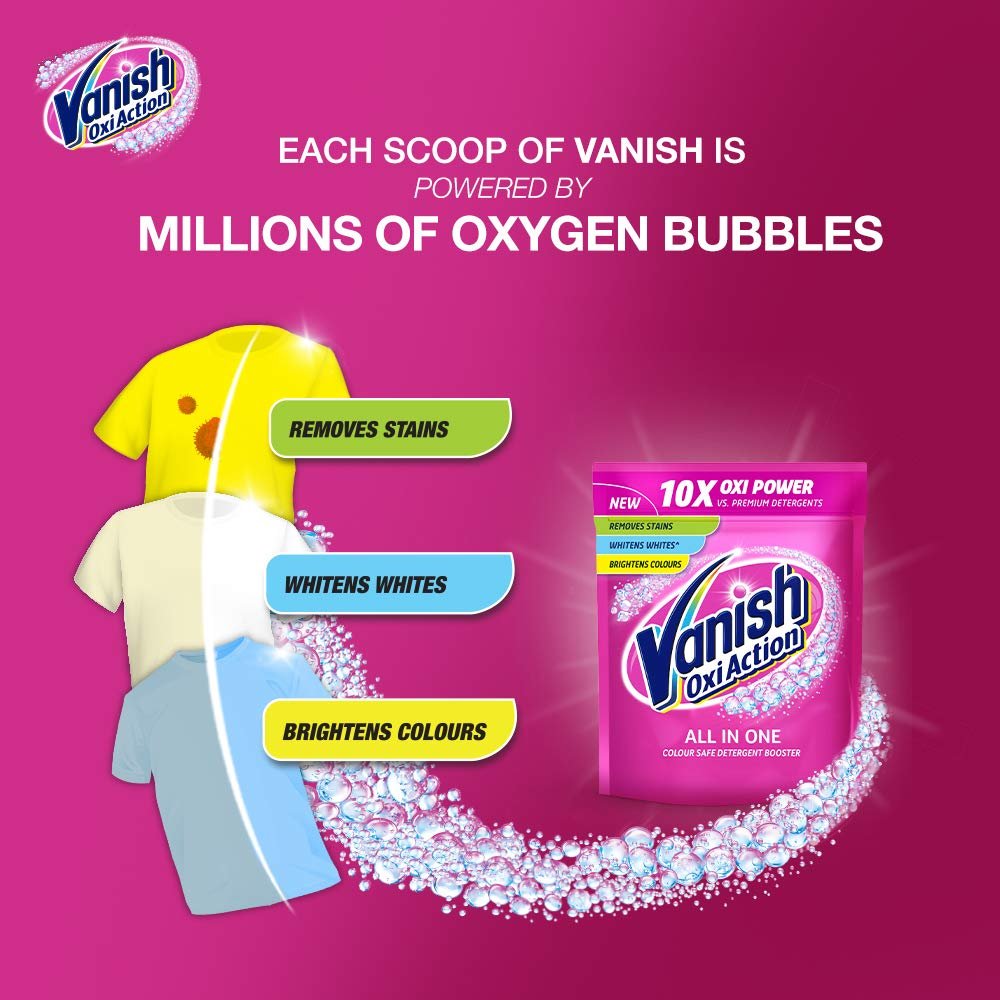 Vanish
Oxi Action
EACH SCOOP OF VANISH IS
POWERED BY
MILLIONS OF OXYGEN BUBBLES
REMOVES STAINS
WHITENS WHITES
BRIGHTENS COLOURS
NEW 10X OXI POWER
VS. PREMIUM DETERGENTS
REMOVES STAINS
WHITENS WHITES^
BRIGHTENS COLOURS
Vanish
Oxi Action
ALL IN ONE
COLOUR SAFE DETERGENT BOOSTER